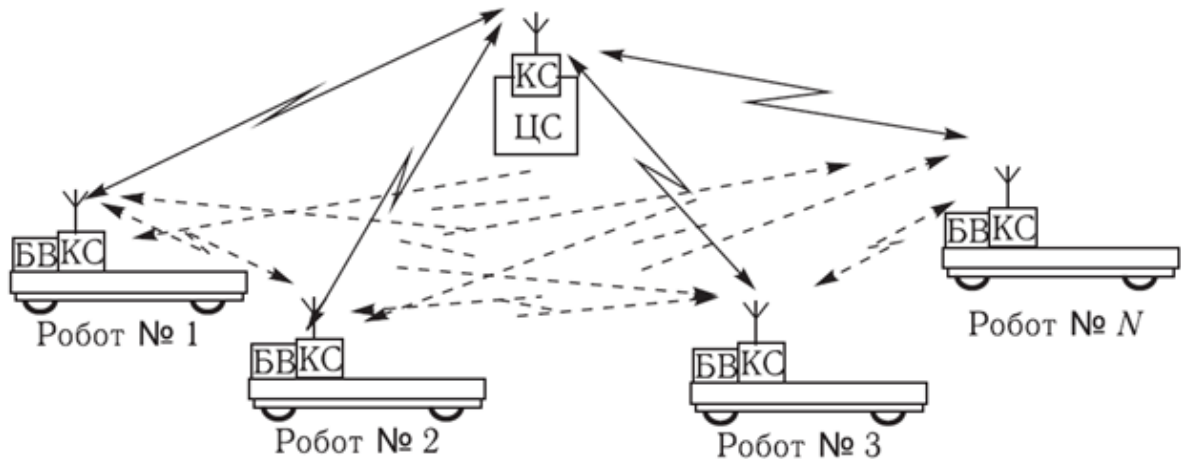 КС
ЦС
БВ КС
Робот № 1
БВ КС
Робот № 2
БВ КС
Робот № 3
БВ КС
Робот № N